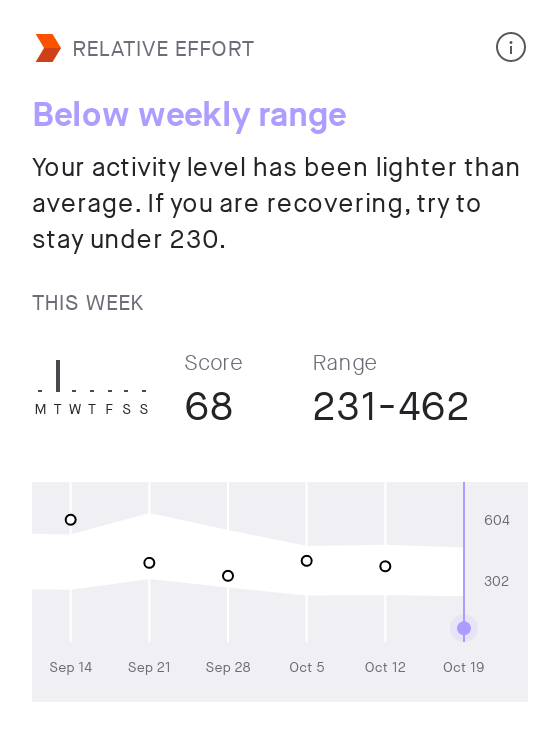 RELATIVE EFFORT
Below weekly range
Your activity level has been lighter than
average. If you are recovering, try to
stay under 230.
THIS WEEK
Score
Range
68
231-462
M T W T F S S
604
302
Sep 14
Sep 21
Sep 28
Oct 5
Oct 12
Oct 19